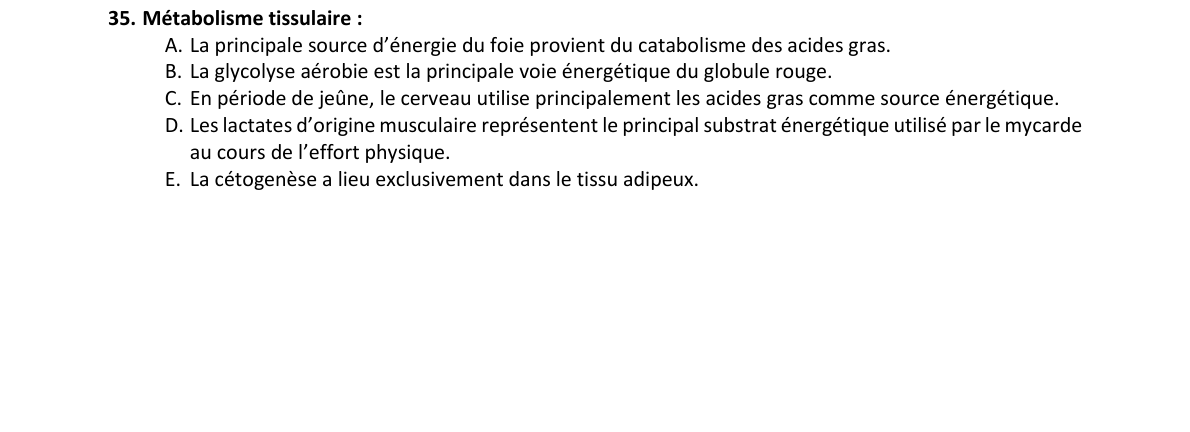 35. Métabolisme tissulaire :
A. La principale source d’énergie du foie provient du catabolisme des acides gras.
B. La glycolyse aérobie est la principale voie énergétique du globule rouge.
C. En période de jeûne, le cerveau utilise principalement les acides gras comme source énergétique.
D. Les lactates d’origine musculaire représentent le principal substrat énergétique utilisé par le mycarde
au cours de l’effort physique.
E. La cétogenèse a lieu exclusivement dans le tissu adipeux.